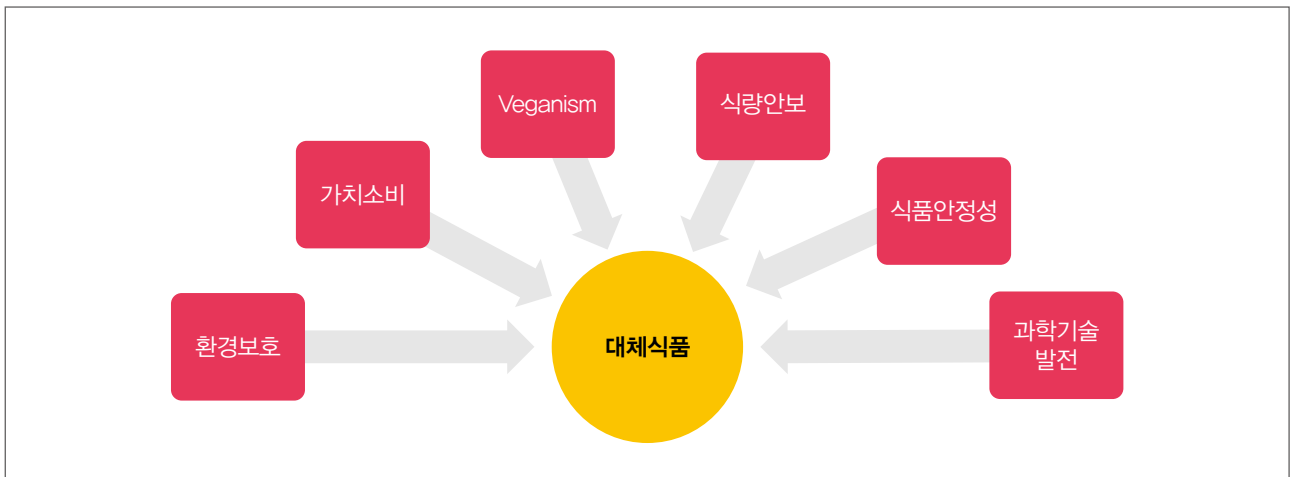 Veganism
식량안보
가치소비
식품안정성
환경보호
대체식품
과학기술
발전